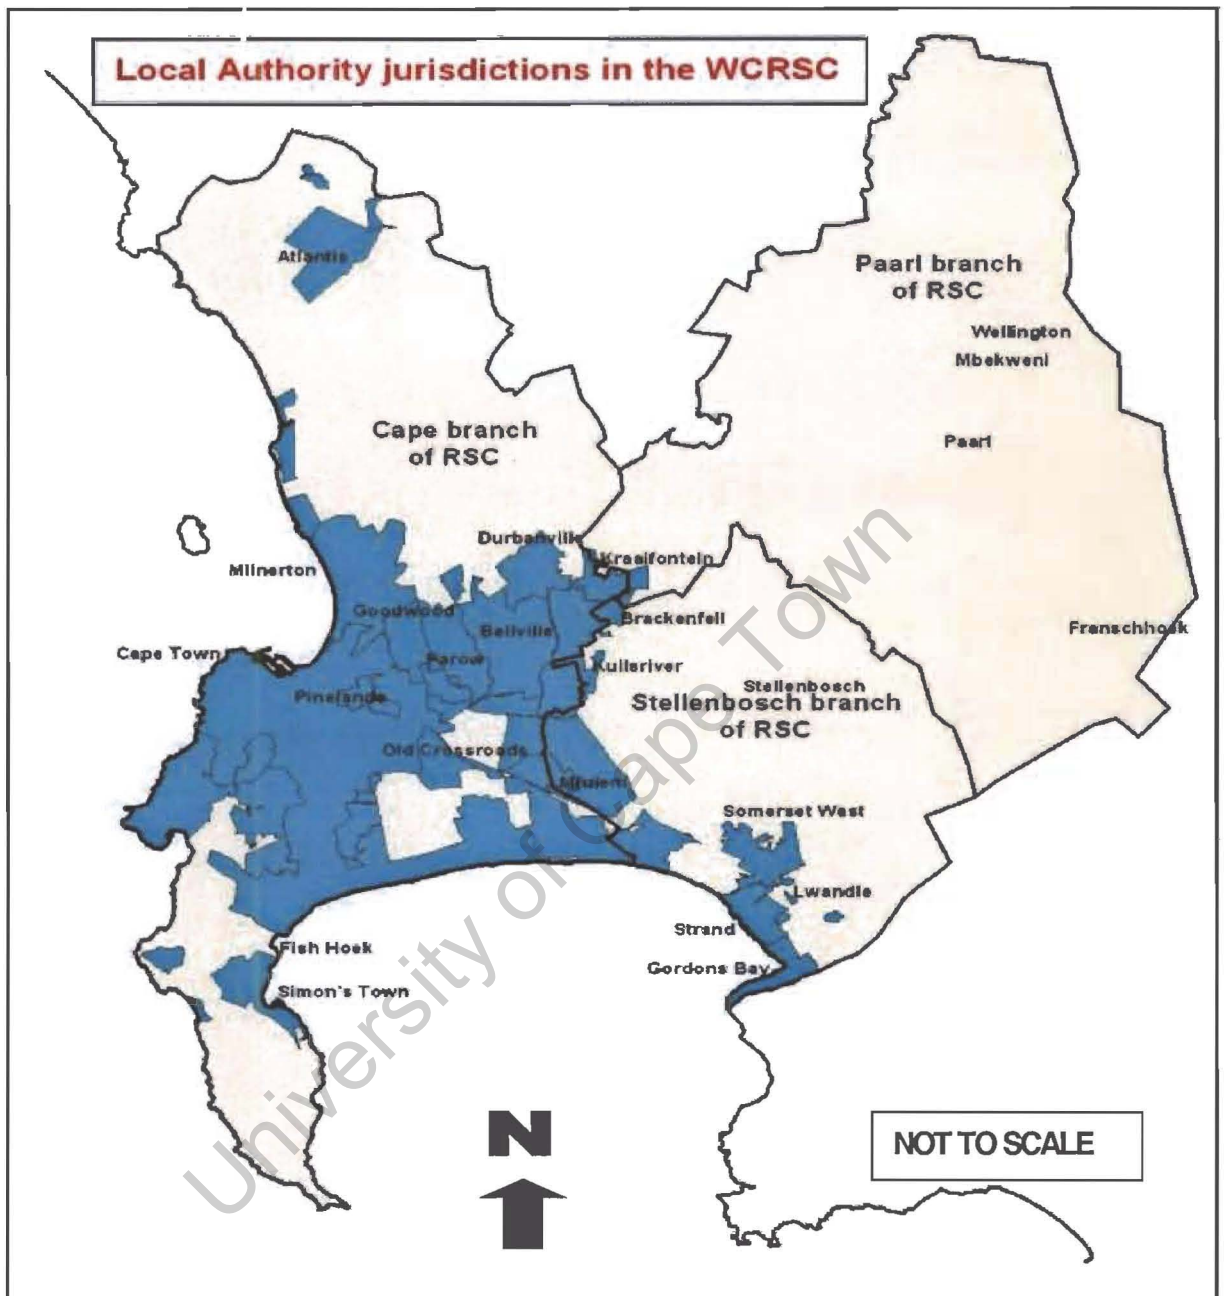 Local Authority jurisdictions in the WCRSC
Atlantis
Paarl branch
of RSC
Wellington
Mbekweni
Cape branch
of RSC
Paarl
Durbanville
Kraaifontein
Milnerton
Goodwood
Brackenfell
Bellville
Franschhoek
Cape Town
Parow
Kuilsriver
Pinelands
Stellenbosch
Stellenbosch branch
of RSC
Old Crossroads
Mfuleni
Somerset West
Lwandle
Strand
Fish Hoek
Gordons Bay
Simon's Town
N
NOT TO SCALE
University of Cape Town